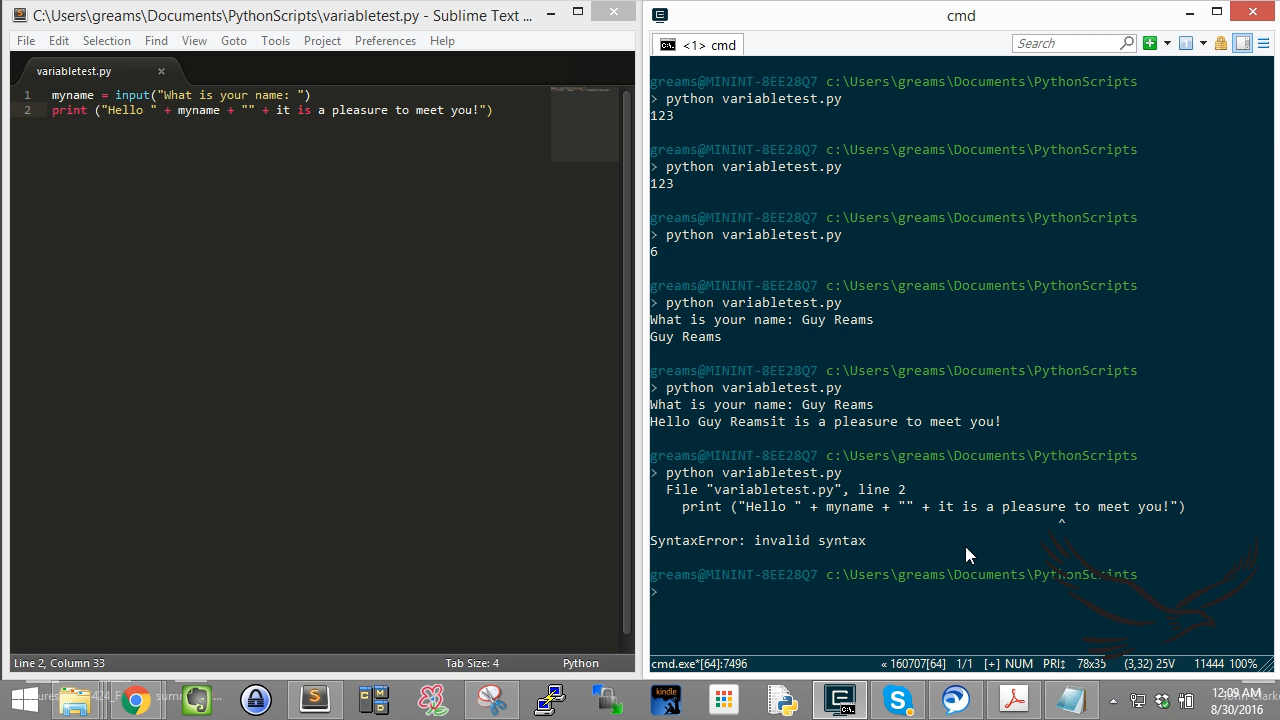 C:\Users\greams\Documents\PythonScripts\variabletest.py - Sublime Text ...
File Edit Selection Find View Tools Project Preferences Help
variabletest.py ×
1 myname = input("What is your name: ")
2 print ("Hello " + myname + "" + it is a pleasure to meet you!")
Line 2, Column 33 Tab Size: 4 Python
cmd
<1> cmd Search
greams@MININT-8EE28Q7 c:\Users\greams\Documents\PythonScripts
> python variabletest.py
123
greams@MININT-8EE28Q7 c:\Users\greams\Documents\PythonScripts
> python variabletest.py
123
greams@MININT-8EE28Q7 c:\Users\greams\Documents\PythonScripts
> python variabletest.py
6
greams@MININT-8EE28Q7 c:\Users\greams\Documents\PythonScripts
> python variabletest.py
What is your name: Guy Reams
Guy Reams
greams@MININT-8EE28Q7 c:\Users\greams\Documents\PythonScripts
> python variabletest.py
What is your name: Guy Reams
Hello Guy Reamsit is a pleasure to meet you!
greams@MININT-8EE28Q7 c:\Users\greams\Documents\PythonScripts
> python variabletest.py
File "variabletest.py", line 2
print ("Hello " + myname + "" + it is a pleasure to meet you!")
^
SyntaxError: invalid syntax
greams@MININT-8EE28Q7 c:\Users\greams\Documents\PythonScripts
>
cmd.exe*[64]:7496 « 160707[64] 1/1 [+] NUM PRI↕ 78x35 (3,32) 25V 11444 100%
kindle
12:09 AM
8/30/2016